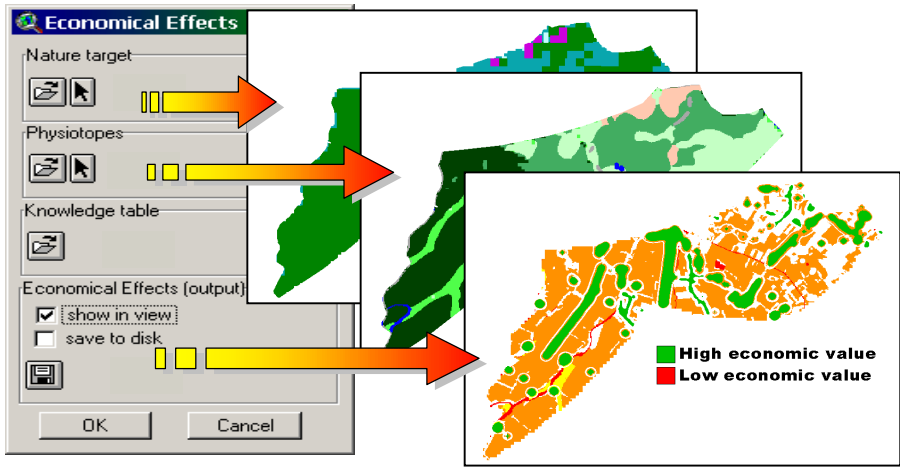 Economical Effects
Nature target
Physiotopes
Knowledge table
Economical Effects (output)
show in view
save to disk
OK
Cancel
High economic value
Low economic value